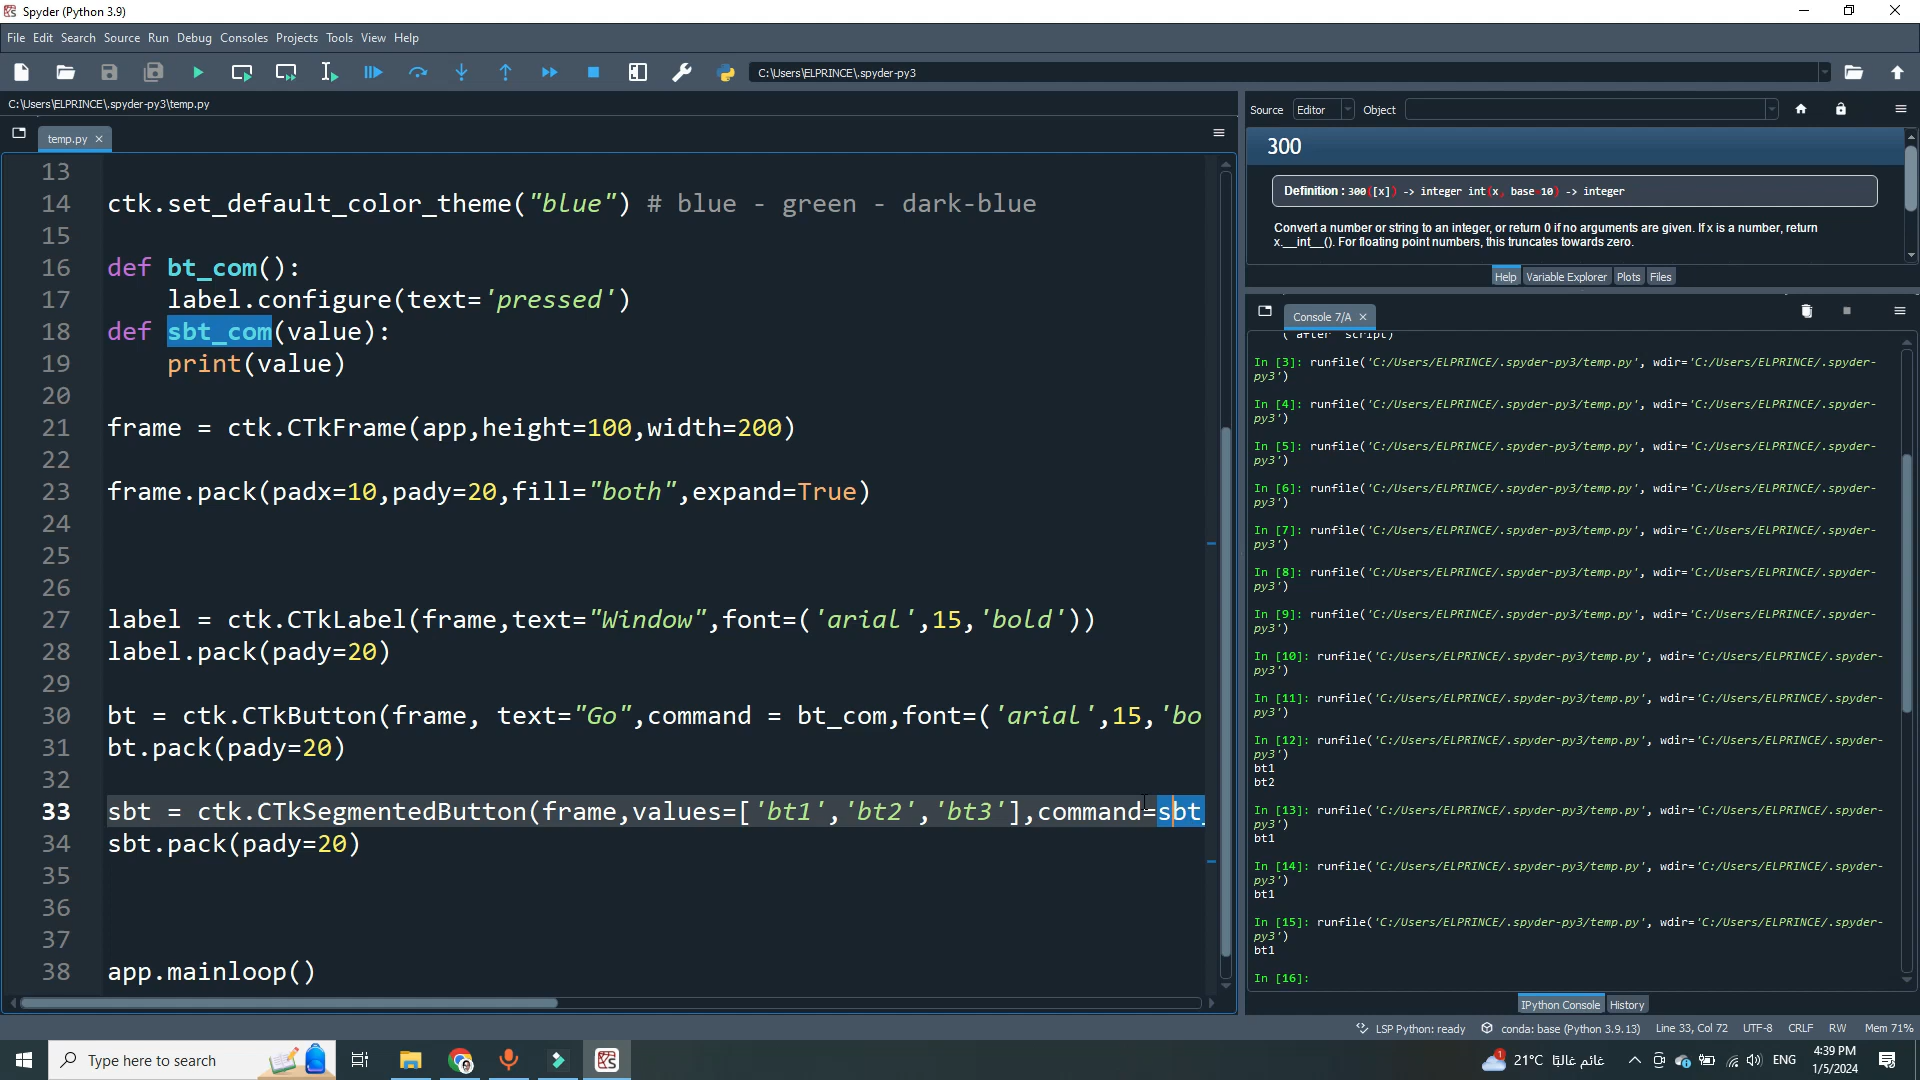 Spyder (Python 3.9)
File Edit Search Source Run Debug Consoles Projects Tools View Help
C:\Users\ELPRINCE\.spyder-py3
C:\Users\ELPRINCE\.spyder-py3\temp.py
temp.py
13
14 ctk.set_default_color_theme("blue") # blue - green - dark-blue
15
16 def bt_com():
17 label.configure(text='pressed')
18 def sbt_com(value):
19 print(value)
20
21 frame = ctk.CTkFrame(app,height=100,width=200)
22
23 frame.pack(padx=10,pady=20,fill="both",expand=True)
24
25
26
27 label = ctk.CTkLabel(frame,text="Window",font=('arial',15,'bold'))
28 label.pack(pady=20)
29
30 bt = ctk.CTkButton(frame, text="Go",command = bt_com,font=('arial',15,'bo
31 bt.pack(pady=20)
32
33 sbt = ctk.CTkSegmentedButton(frame,values=['bt1','bt2','bt3'],command=sbt_
34 sbt.pack(pady=20)
35
36
37
38 app.mainloop()
Source Editor Object
300
Definition : 300([x]) -> integer int(x, base=10) -> integer
Convert a number or string to an integer, or return 0 if no arguments are given. If x is a number, return
x.__int__(). For floating point numbers, this truncates towards zero.
Help Variable Explorer Plots Files
Console 7/A
("after" script)
In [3]: runfile('C:/Users/ELPRINCE/.spyder-py3/temp.py', wdir='C:/Users/ELPRINCE/.spyder-
py3')
In [4]: runfile('C:/Users/ELPRINCE/.spyder-py3/temp.py', wdir='C:/Users/ELPRINCE/.spyder-
py3')
In [5]: runfile('C:/Users/ELPRINCE/.spyder-py3/temp.py', wdir='C:/Users/ELPRINCE/.spyder-
py3')
In [6]: runfile('C:/Users/ELPRINCE/.spyder-py3/temp.py', wdir='C:/Users/ELPRINCE/.spyder-
py3')
In [7]: runfile('C:/Users/ELPRINCE/.spyder-py3/temp.py', wdir='C:/Users/ELPRINCE/.spyder-
py3')
In [8]: runfile('C:/Users/ELPRINCE/.spyder-py3/temp.py', wdir='C:/Users/ELPRINCE/.spyder-
py3')
In [9]: runfile('C:/Users/ELPRINCE/.spyder-py3/temp.py', wdir='C:/Users/ELPRINCE/.spyder-
py3')
In [10]: runfile('C:/Users/ELPRINCE/.spyder-py3/temp.py', wdir='C:/Users/ELPRINCE/.spyder-
py3')
In [11]: runfile('C:/Users/ELPRINCE/.spyder-py3/temp.py', wdir='C:/Users/ELPRINCE/.spyder-
py3')
In [12]: runfile('C:/Users/ELPRINCE/.spyder-py3/temp.py', wdir='C:/Users/ELPRINCE/.spyder-
py3')
bt1
bt2
In [13]: runfile('C:/Users/ELPRINCE/.spyder-py3/temp.py', wdir='C:/Users/ELPRINCE/.spyder-
py3')
bt1
In [14]: runfile('C:/Users/ELPRINCE/.spyder-py3/temp.py', wdir='C:/Users/ELPRINCE/.spyder-
py3')
bt1
In [15]: runfile('C:/Users/ELPRINCE/.spyder-py3/temp.py', wdir='C:/Users/ELPRINCE/.spyder-
py3')
bt1
In [16]:
IPython Console History
LSP Python: ready conda: base (Python 3.9.13) Line 33, Col 72 UTF-8 CRLF RW Mem 71%
Type here to search
1 21°C غائم غالبًا ENG 4:39 PM
1/5/2024